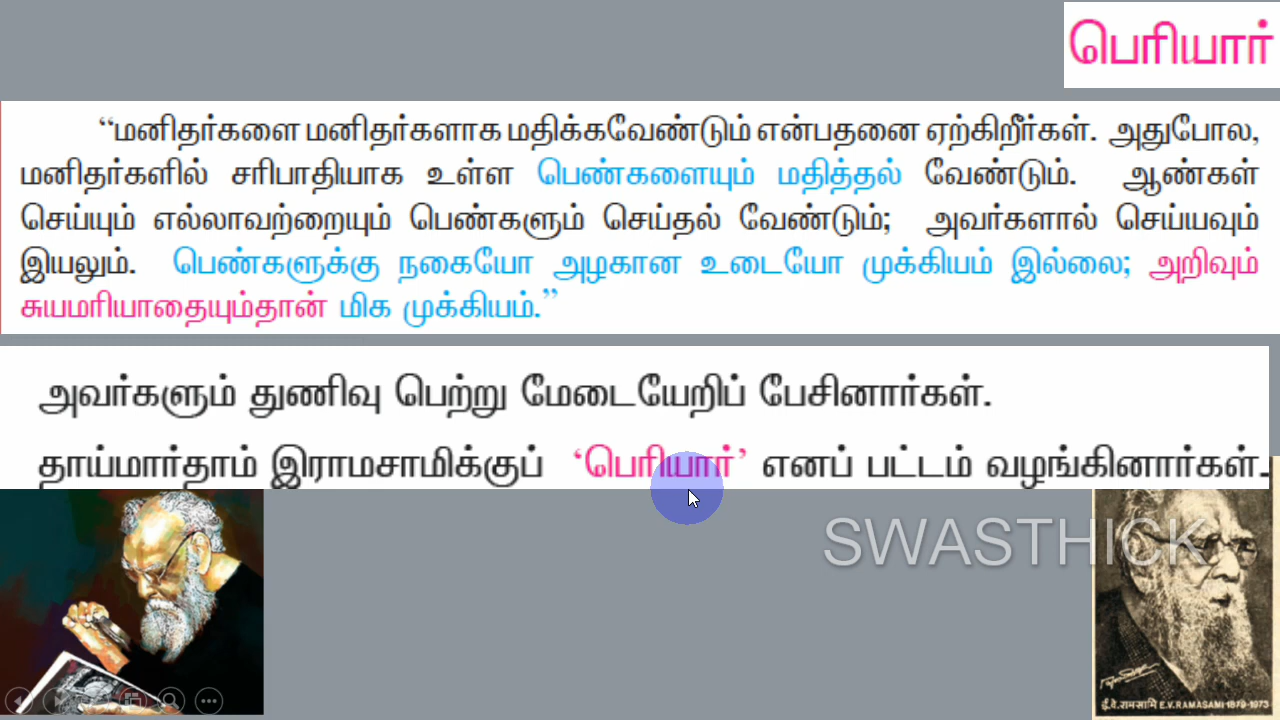 பெரியார்
“மனிதர்களை மனிதர்களாக மதிக்கவேண்டும் என்பதனை ஏற்கிறீர்கள். அதுபோல,
மனிதர்களில் சரிபாதியாக உள்ள பெண்களையும் மதித்தல் வேண்டும். ஆண்கள்
செய்யும் எல்லாவற்றையும் பெண்களும் செய்தல் வேண்டும்; அவர்களால் செய்யவும்
இயலும். பெண்களுக்கு நகையோ அழகான உடையோ முக்கியம் இல்லை; அறிவும்
சுயமரியாதையும்தான் மிக முக்கியம்.”
அவர்களும் துணிவு பெற்று மேடையேறிப் பேசினார்கள்.
தாய்மார்தாம் இராமசாமிக்குப் ‘பெரியார்’ எனப் பட்டம் வழங்கினார்கள்.
SWASTHICK
ई.वे.रामसामि E.V.RAMASAMI 1879-1973